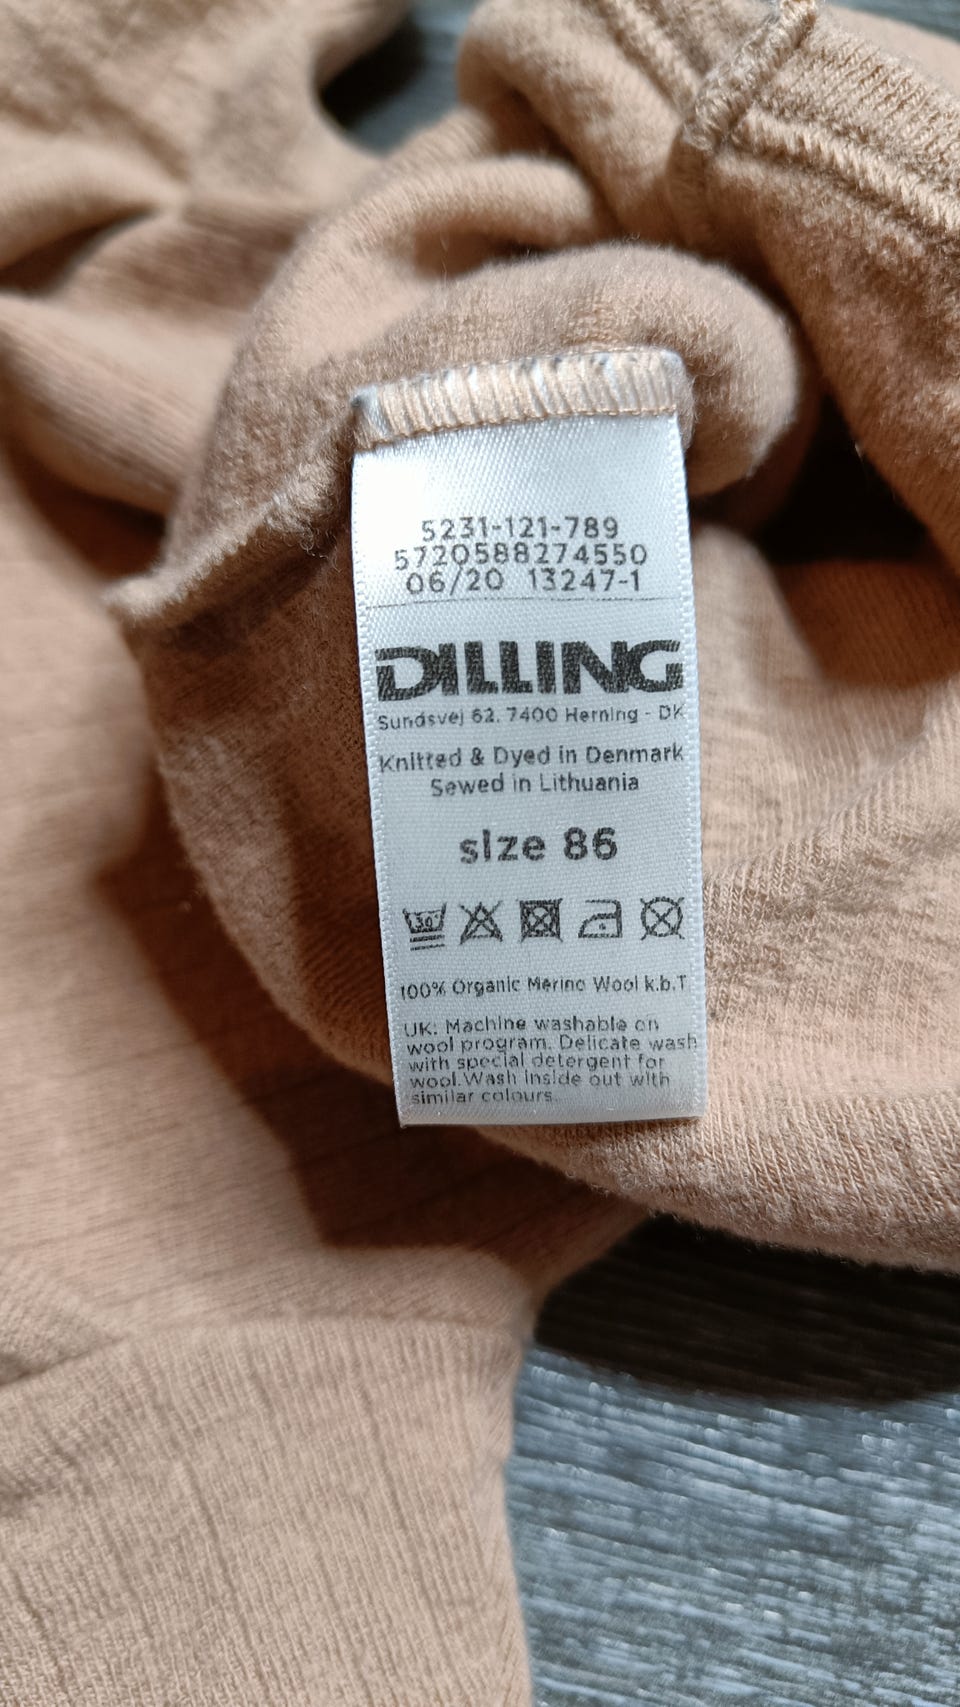 5231-121-789
5720588274550
06/20 13247-1
DILLING
Sundsvej 62. 7400 Herning - DK
Knitted & Dyed in Denmark
Sewed in Lithuania
size 86
30
100% Organic Merino Wool k.b.T
UK: Machine washable on
wool program. Delicate wash
with special detergent for
wool.Wash inside out with
similar colours.